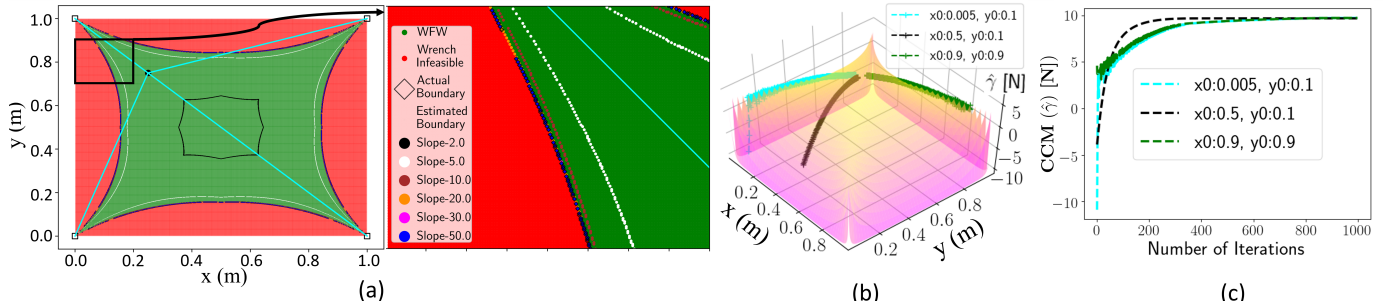 1.0
0.8
0.6
0.4
0.2
0.0
y (m)
0.0 0.2 0.4 0.6 0.8 1.0
x (m)
(a)
WFW
Wrench
Infeasible
Actual
Boundary
Estimated
Boundary
Slope-2.0
Slope-5.0
Slope-10.0
Slope-20.0
Slope-30.0
Slope-50.0
x0:0.005, y0:0.1
x0:0.5, y0:0.1
x0:0.9, y0:0.9
γ̂ [N]
5
0
−5
−10
0.2
0.4
0.6
0.8
x (m)
0.2
0.4
0.6
0.8
y (m)
(b)
10
5
0
−5
−10
CCM (γ̂) [N]
x0:0.005, y0:0.1
x0:0.5, y0:0.1
x0:0.9, y0:0.9
0 200 400 600 800 1000
Number of Iterations
(c)